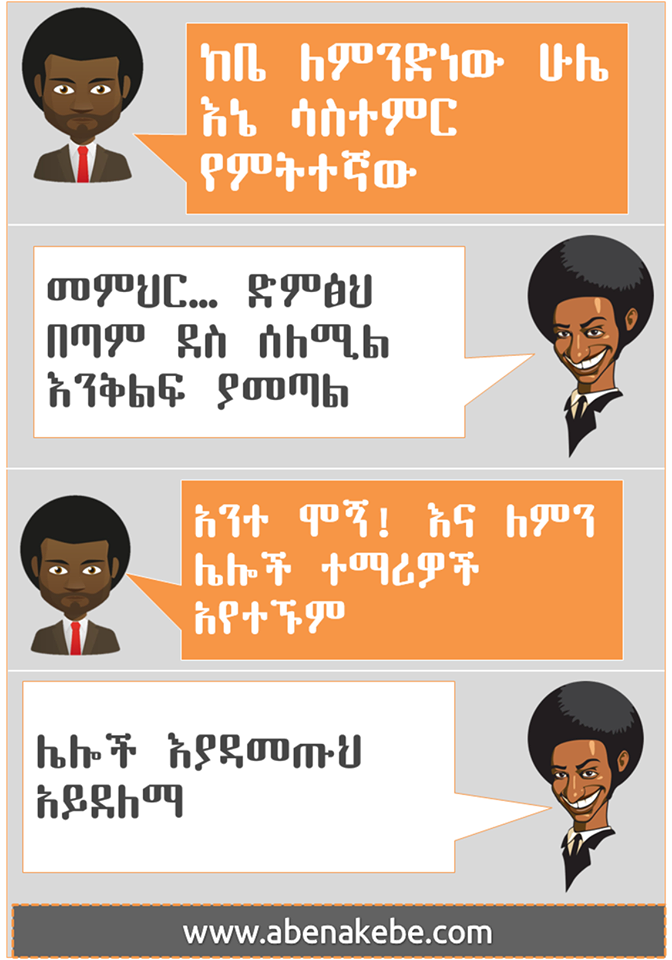 ከቤ ለምንድነው ሁሌ
እኔ ሳስተምር
የምትተኛው
መምህር... ድምፅህ
በጣም ደስ ሰለሚል
እንቅልፍ ያመጣል
አንተ ሞኝ! እና ለምን
ሌሎች ተማሪዎች
አየተኙም
ሌሎች እያዳመጡህ
አይደለማ
www.abenakebe.com